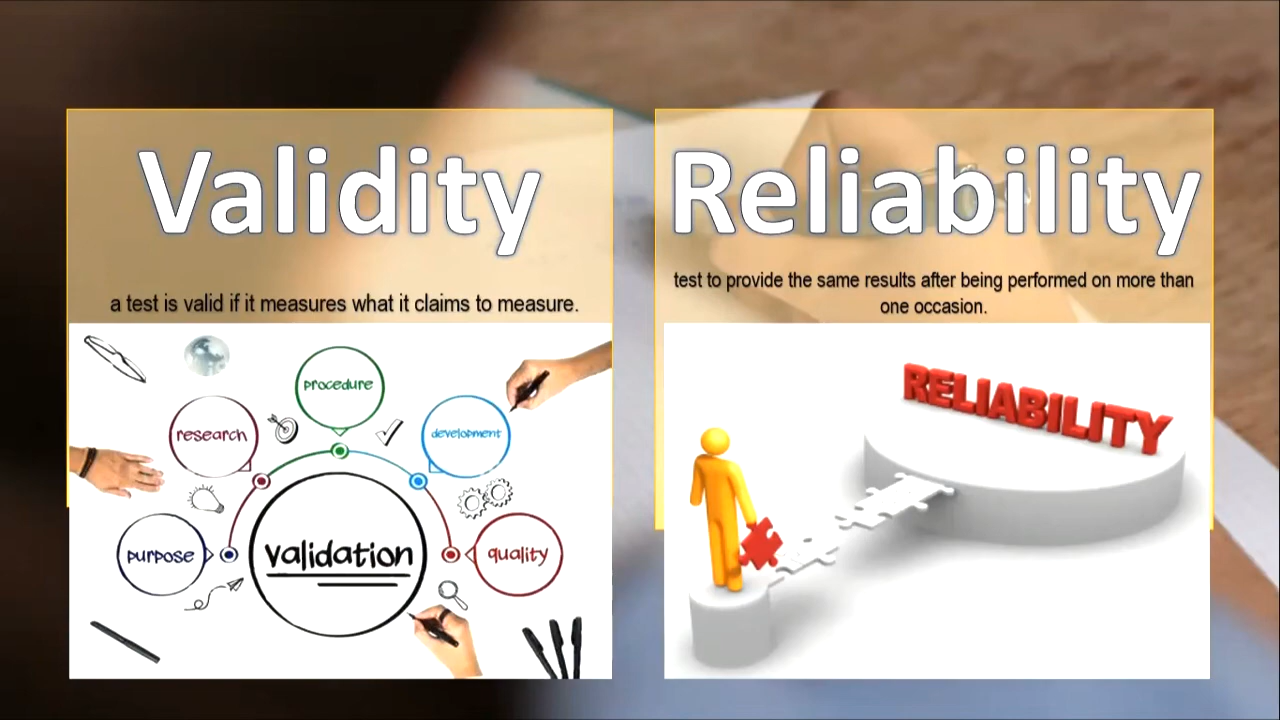 Validity
a test is valid if it measures what it claims to measure.
procedure
research
development
purpose
validation
quality
Reliability
test to provide the same results after being performed on more than
one occasion.
RELIABILITY